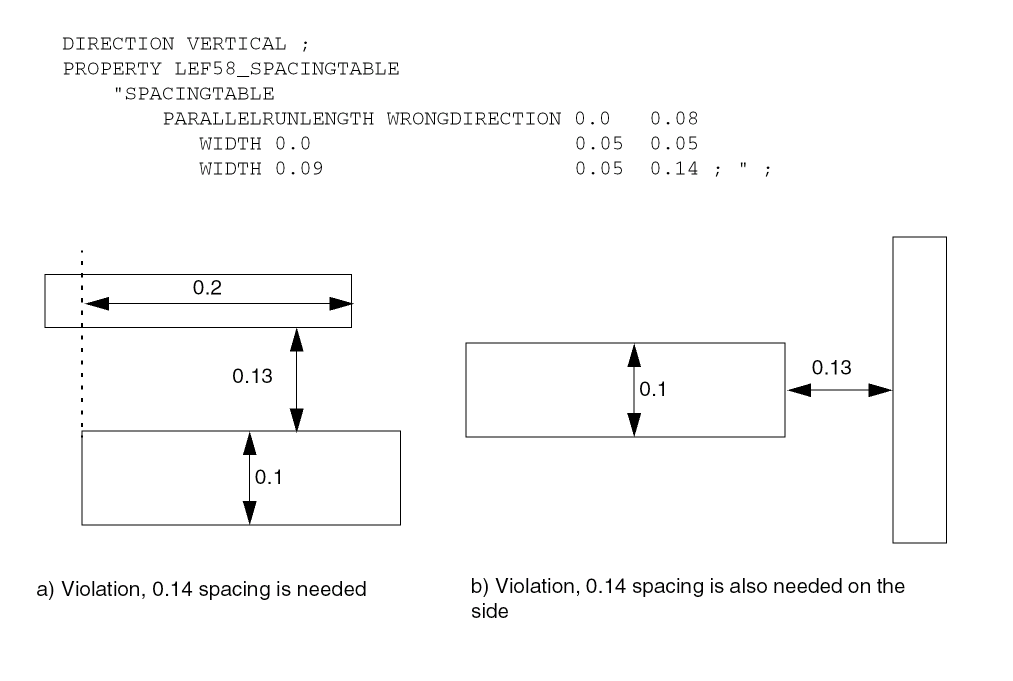 DIRECTION VERTICAL ;
PROPERTY LEF58_SPACINGTABLE
"SPACINGTABLE
PARALLELRUNLENGTH WRONGDIRECTION 0.0 0.08
WIDTH 0.0 0.05 0.05
WIDTH 0.09 0.05 0.14 ; " ;
0.2
0.13
0.1
a) Violation, 0.14 spacing is needed
0.13
0.1
b) Violation, 0.14 spacing is also needed on the
side